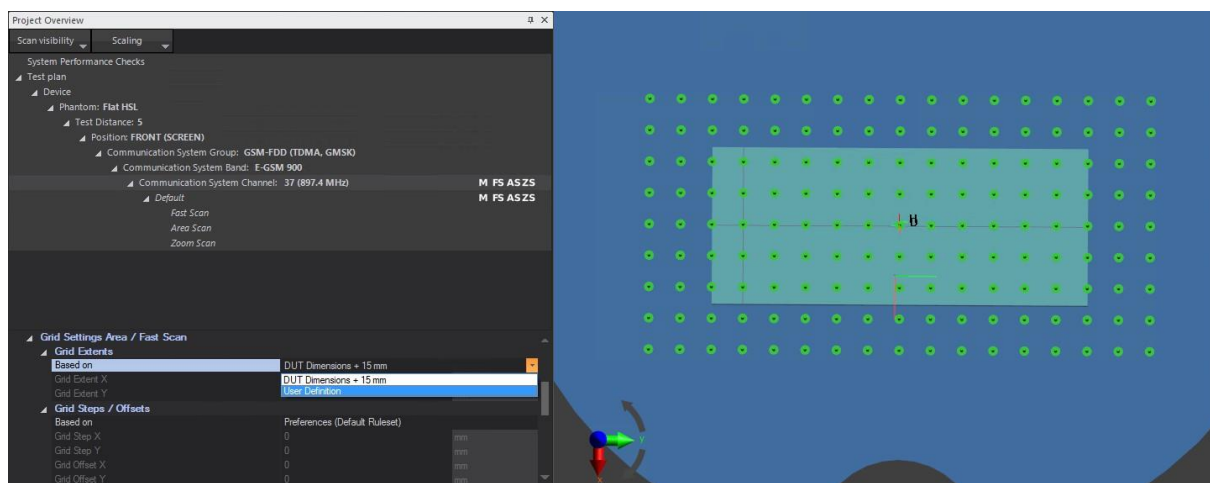 Project Overview
Scan visibility Scaling
System Performance Checks
Test plan
Device
Phantom: Flat HSL
Test Distance: 5
Position: FRONT (SCREEN)
Communication System Group: GSM-FDD (TDMA, GMSK)
Communication System Band: E-GSM 900
Communication System Channel: 37 (897.4 MHz) M FS AS ZS
Default M FS AS ZS
Fast Scan
Area Scan
Zoom Scan
Grid Settings Area / Fast Scan
Grid Extents
Based on DUT Dimensions + 15 mm
Grid Extent X DUT Dimensions + 15 mm
Grid Extent Y User Definition
Grid Steps / Offsets
Based on Preferences (Default Ruleset)
Grid Step X 0 mm
Grid Step Y 0 mm
Grid Offset X 0 mm
Grid Offset Y 0 mm
y